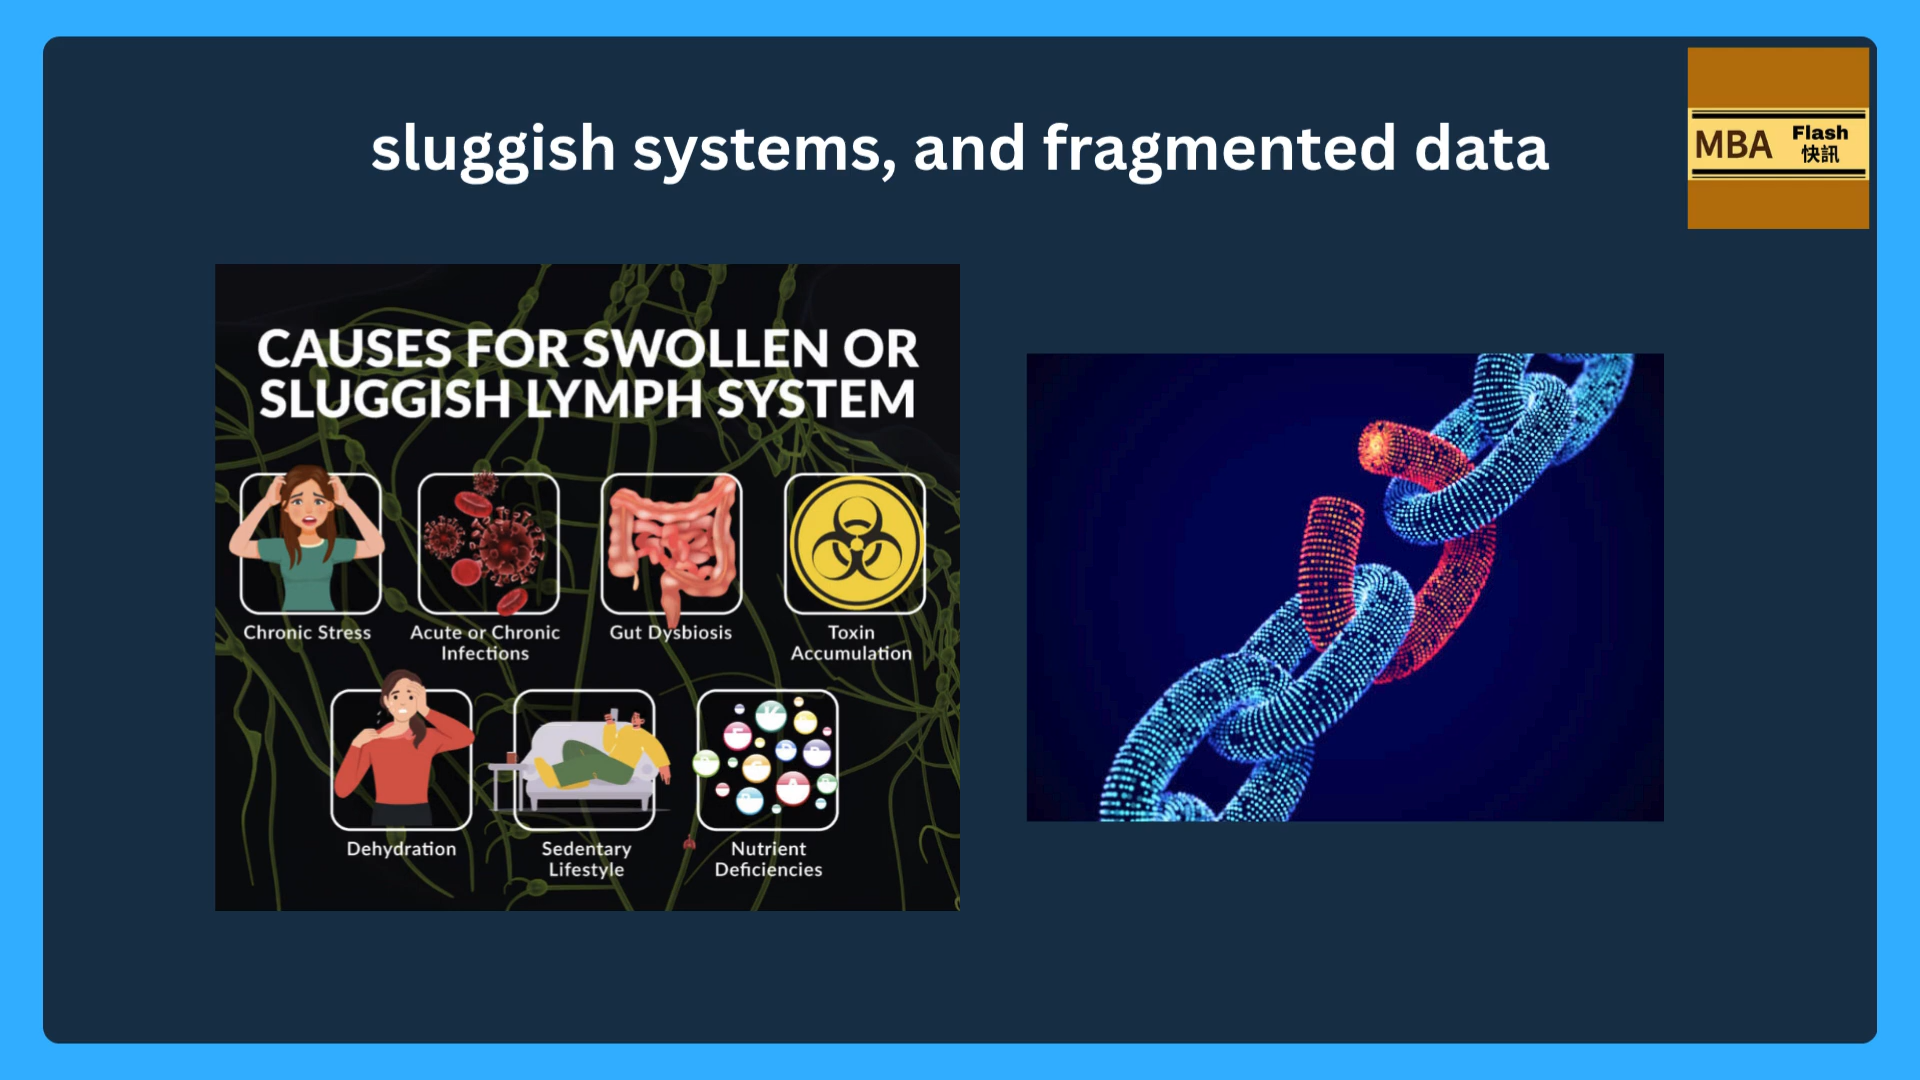 sluggish systems, and fragmented data
MBA
Flash
快訊
CAUSES FOR SWOLLEN OR
SLUGGISH LYMPH SYSTEM
Chronic Stress
Acute or Chronic
Infections
Gut Dysbiosis
Toxin
Accumulation
Dehydration
Sedentary
Lifestyle
Nutrient
Deficiencies